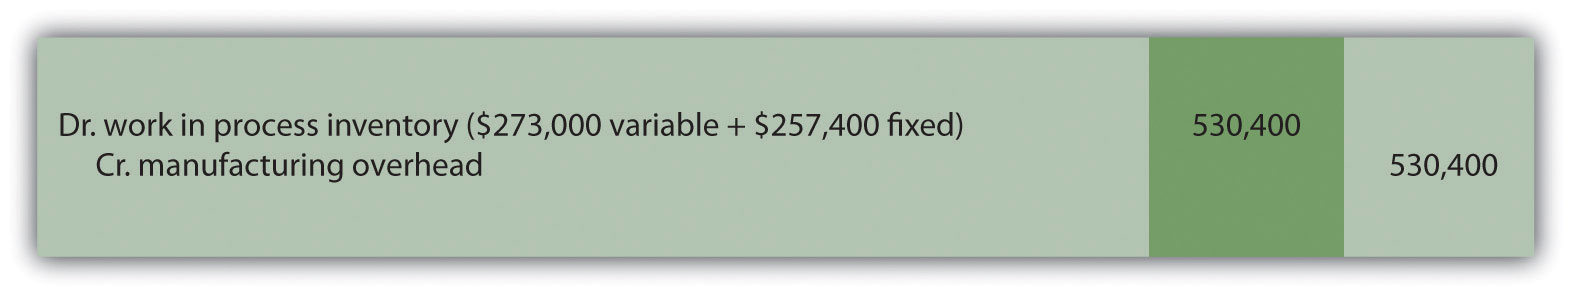 Dr. work in process inventory ($273,000 variable + $257,400 fixed) 530,400
Cr. manufacturing overhead 530,400